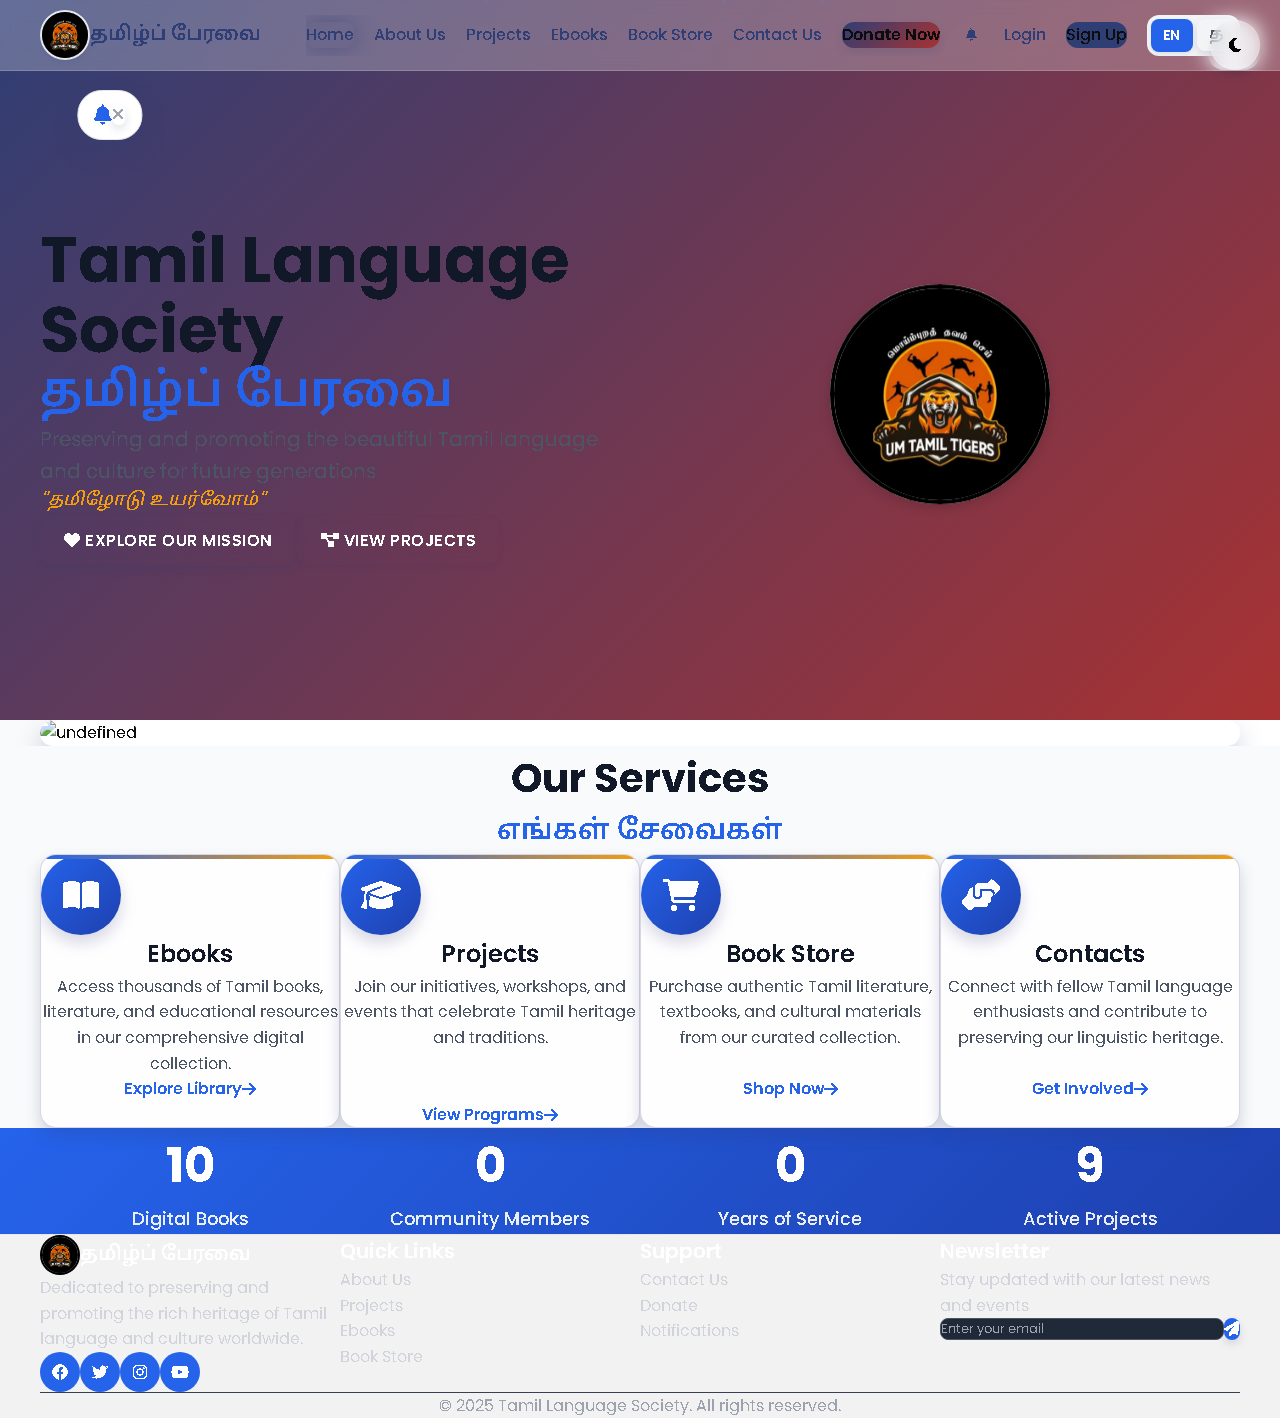 தமிழ்ப் பேரவை
Home About Us Projects Ebooks Book Store Contact Us Donate Now Login Sign Up EN த
Tamil Language
Society
தமிழ்ப் பேரவை
Preserving and promoting the beautiful Tamil language
and culture for future generations
"தமிழோடு உயர்வோம்"
EXPLORE OUR MISSION VIEW PROJECTS
UM TAMIL TIGERS
undefined
Our Services
எங்கள் சேவைகள்
Ebooks
Access thousands of Tamil books,
literature, and educational resources
in our comprehensive digital
collection.
Explore Library
Projects
Join our initiatives, workshops, and
events that celebrate Tamil heritage
and traditions.
View Programs
Book Store
Purchase authentic Tamil literature,
textbooks, and cultural materials
from our curated collection.
Shop Now
Contacts
Connect with fellow Tamil language
enthusiasts and contribute to
preserving our linguistic heritage.
Get Involved
10
Digital Books
0
Community Members
0
Years of Service
9
Active Projects
தமிழ்ப் பேரவை
Dedicated to preserving and
promoting the rich heritage of Tamil
language and culture worldwide.
Quick Links
About Us
Projects
Ebooks
Book Store
Support
Contact Us
Donate
Notifications
Newsletter
Stay updated with our latest news
and events
Enter your email
© 2025 Tamil Language Society. All rights reserved.